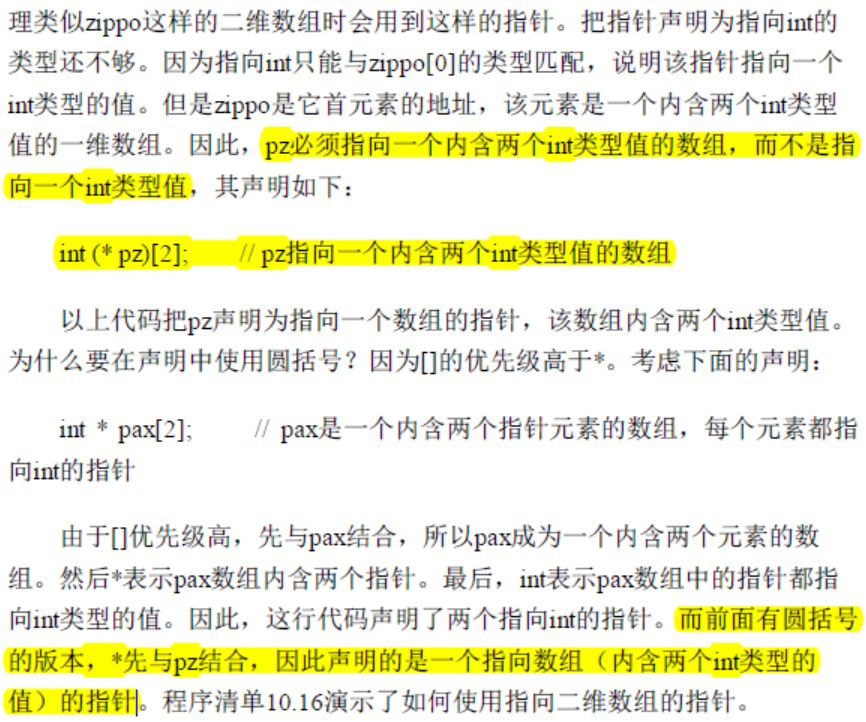 理类似zippo这样的二维数组时会用到这样的指针。把指针声明为指向int的
类型还不够。因为指向int只能与zippo[0]的类型匹配，说明该指针指向一个
int类型的值。但是zippo是它首元素的地址，该元素是一个内含两个int类型
值的一维数组。因此，pz必须指向一个内含两个int类型值的数组，而不是指
向一个int类型值，其声明如下：
int (* pz)[2]; // pz指向一个内含两个int类型值的数组
以上代码把pz声明为指向一个数组的指针，该数组内含两个int类型值。
为什么要在声明中使用圆括号？因为[]的优先级高于*。考虑下面的声明：
int * pax[2]; // pax是一个内含两个指针元素的数组，每个元素都指
向int的指针
由于[]优先级高，先与pax结合，所以pax成为一个内含两个元素的数
组。然后*表示pax数组内含两个指针。最后，int表示pax数组中的指针都指
向int类型的值。因此，这行代码声明了两个指向int的指针。而前面有圆括号
的版本，*先与pz结合，因此声明的是一个指向数组（内含两个int类型的
值）的指针。程序清单10.16演示了如何使用指向二维数组的指针。